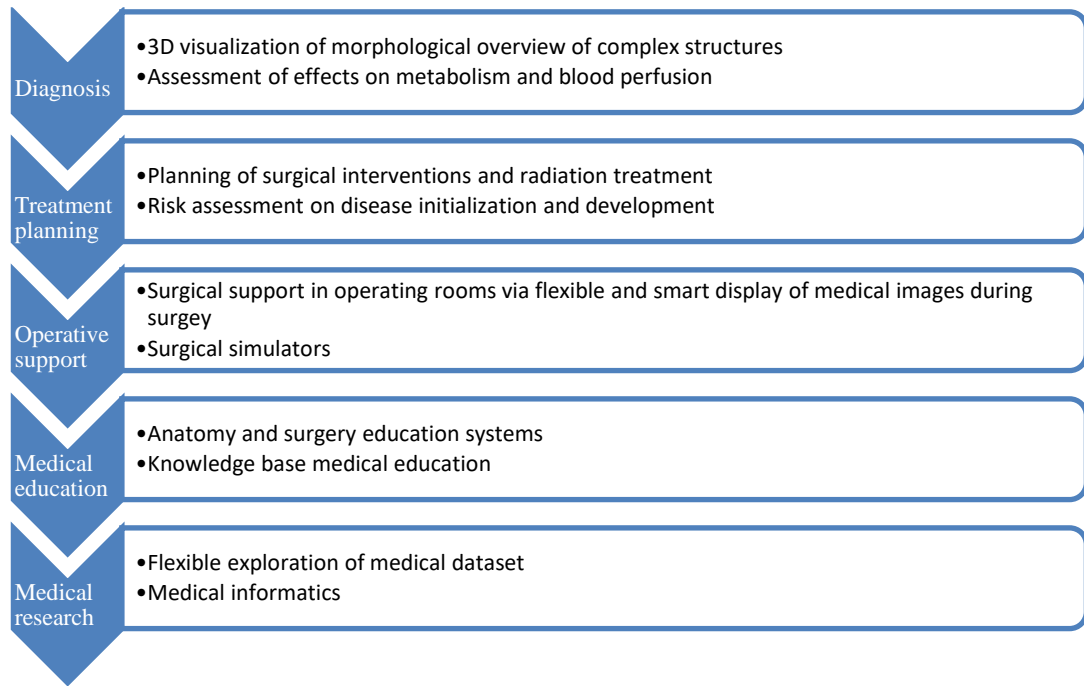 Diagnosis
•3D visualization of morphological overview of complex structures
•Assessment of effects on metabolism and blood perfusion
Treatment
planning
•Planning of surgical interventions and radiation treatment
•Risk assessment on disease initialization and development
Operative
support
•Surgical support in operating rooms via flexible and smart display of medical images during
surgey
•Surgical simulators
Medical
education
•Anatomy and surgery education systems
•Knowledge base medical education
Medical
research
•Flexible exploration of medical dataset
•Medical informatics